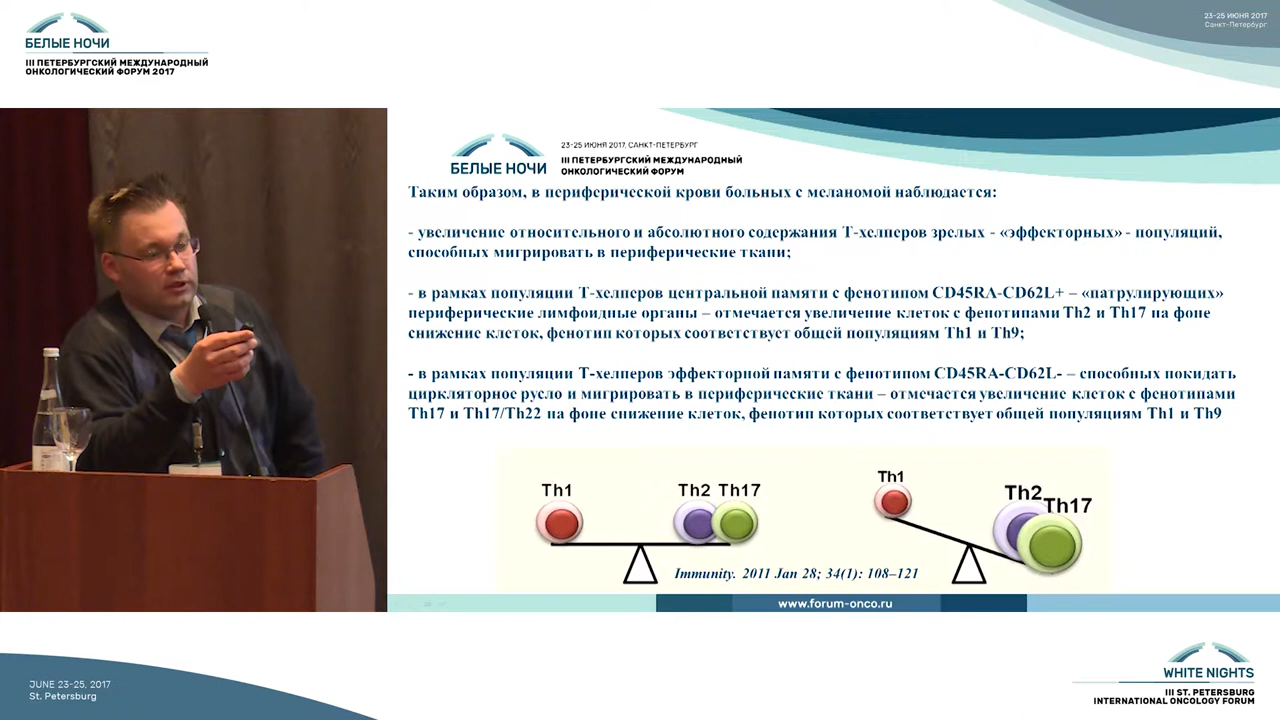 БЕЛЫЕ НОЧИ
III ПЕТЕРБУРГСКИЙ МЕЖДУНАРОДНЫЙ
ОНКОЛОГИЧЕСКИЙ ФОРУМ 2017
23-25 ИЮНЯ 2017
Санкт-Петербург
БЕЛЫЕ НОЧИ
23-25 ИЮНЯ 2017, САНКТ-ПЕТЕРБУРГ
III ПЕТЕРБУРГСКИЙ МЕЖДУНАРОДНЫЙ
ОНКОЛОГИЧЕСКИЙ ФОРУМ
Таким образом, в периферической крови больных с меланомой наблюдается:
- увеличение относительного и абсолютного содержания Т-хелперов зрелых - «эффекторных» - популяций,
способных мигрировать в периферические ткани;
- в рамках популяции Т-хелперов центральной памяти с фенотипом CD45RA-CD62L+ – «патрулирующих»
периферические лимфоидные органы – отмечается увеличение клеток с фенотипами Th2 и Th17 на фоне
снижение клеток, фенотип которых соответствует общей популяциям Th1 и Th9;
- в рамках популяции Т-хелперов эффекторной памяти с фенотипом CD45RA-CD62L- – способных покидать
циркляторное русло и мигрировать в периферические ткани – отмечается увеличение клеток с фенотипами
Th17 и Th17/Th22 на фоне снижение клеток, фенотип которых соответствует общей популяциям Th1 и Th9
Th1
Th2 Th17
Th1
Th2
Th17
Immunity. 2011 Jan 28; 34(1): 108–121
www.forum-onco.ru
JUNE 23-25, 2017
St. Petersburg
WHITE NIGHTS
III ST. PETERSBURG
INTERNATIONAL ONCOLOGY FORUM